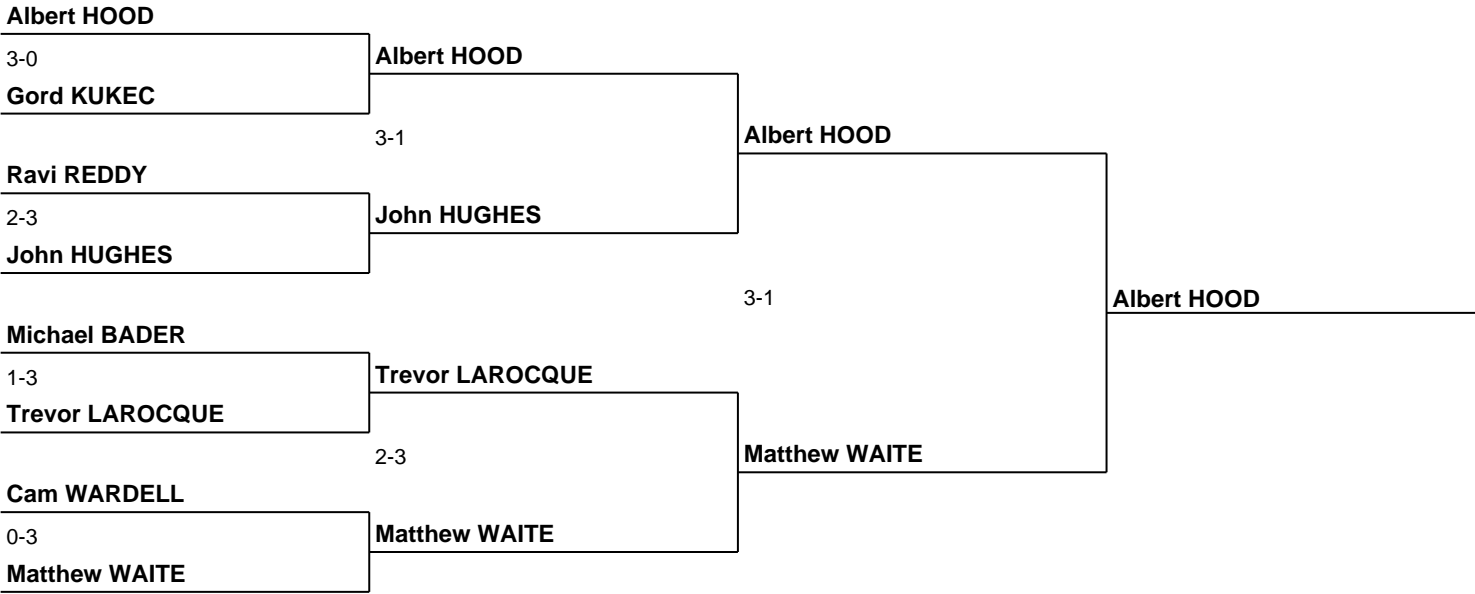 Albert HOOD
3-0
Albert HOOD
Gord KUKEC
3-1
Albert HOOD
Ravi REDDY
2-3
John HUGHES
John HUGHES
3-1
Albert HOOD
Michael BADER
1-3
Trevor LAROCQUE
Trevor LAROCQUE
2-3
Matthew WAITE
Cam WARDELL
0-3
Matthew WAITE
Matthew WAITE